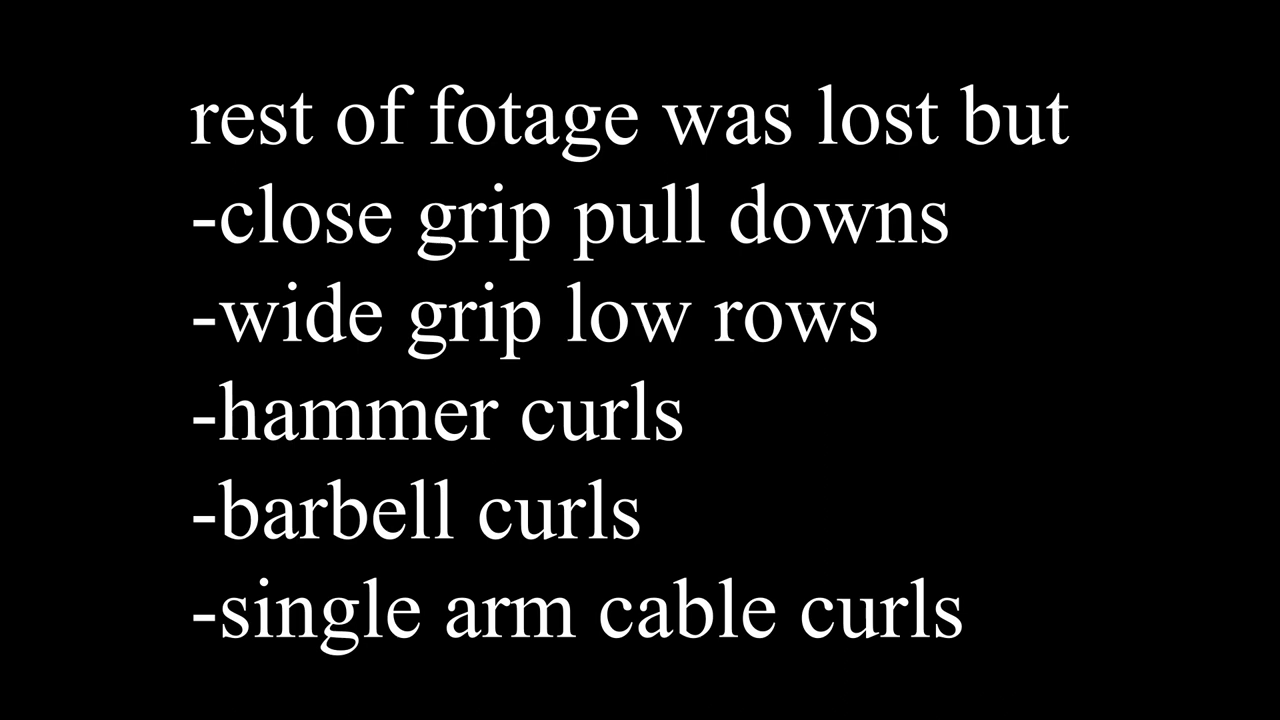 rest of fotage was lost but
-close grip pull downs
-wide grip low rows
-hammer curls
-barbell curls
-single arm cable curls